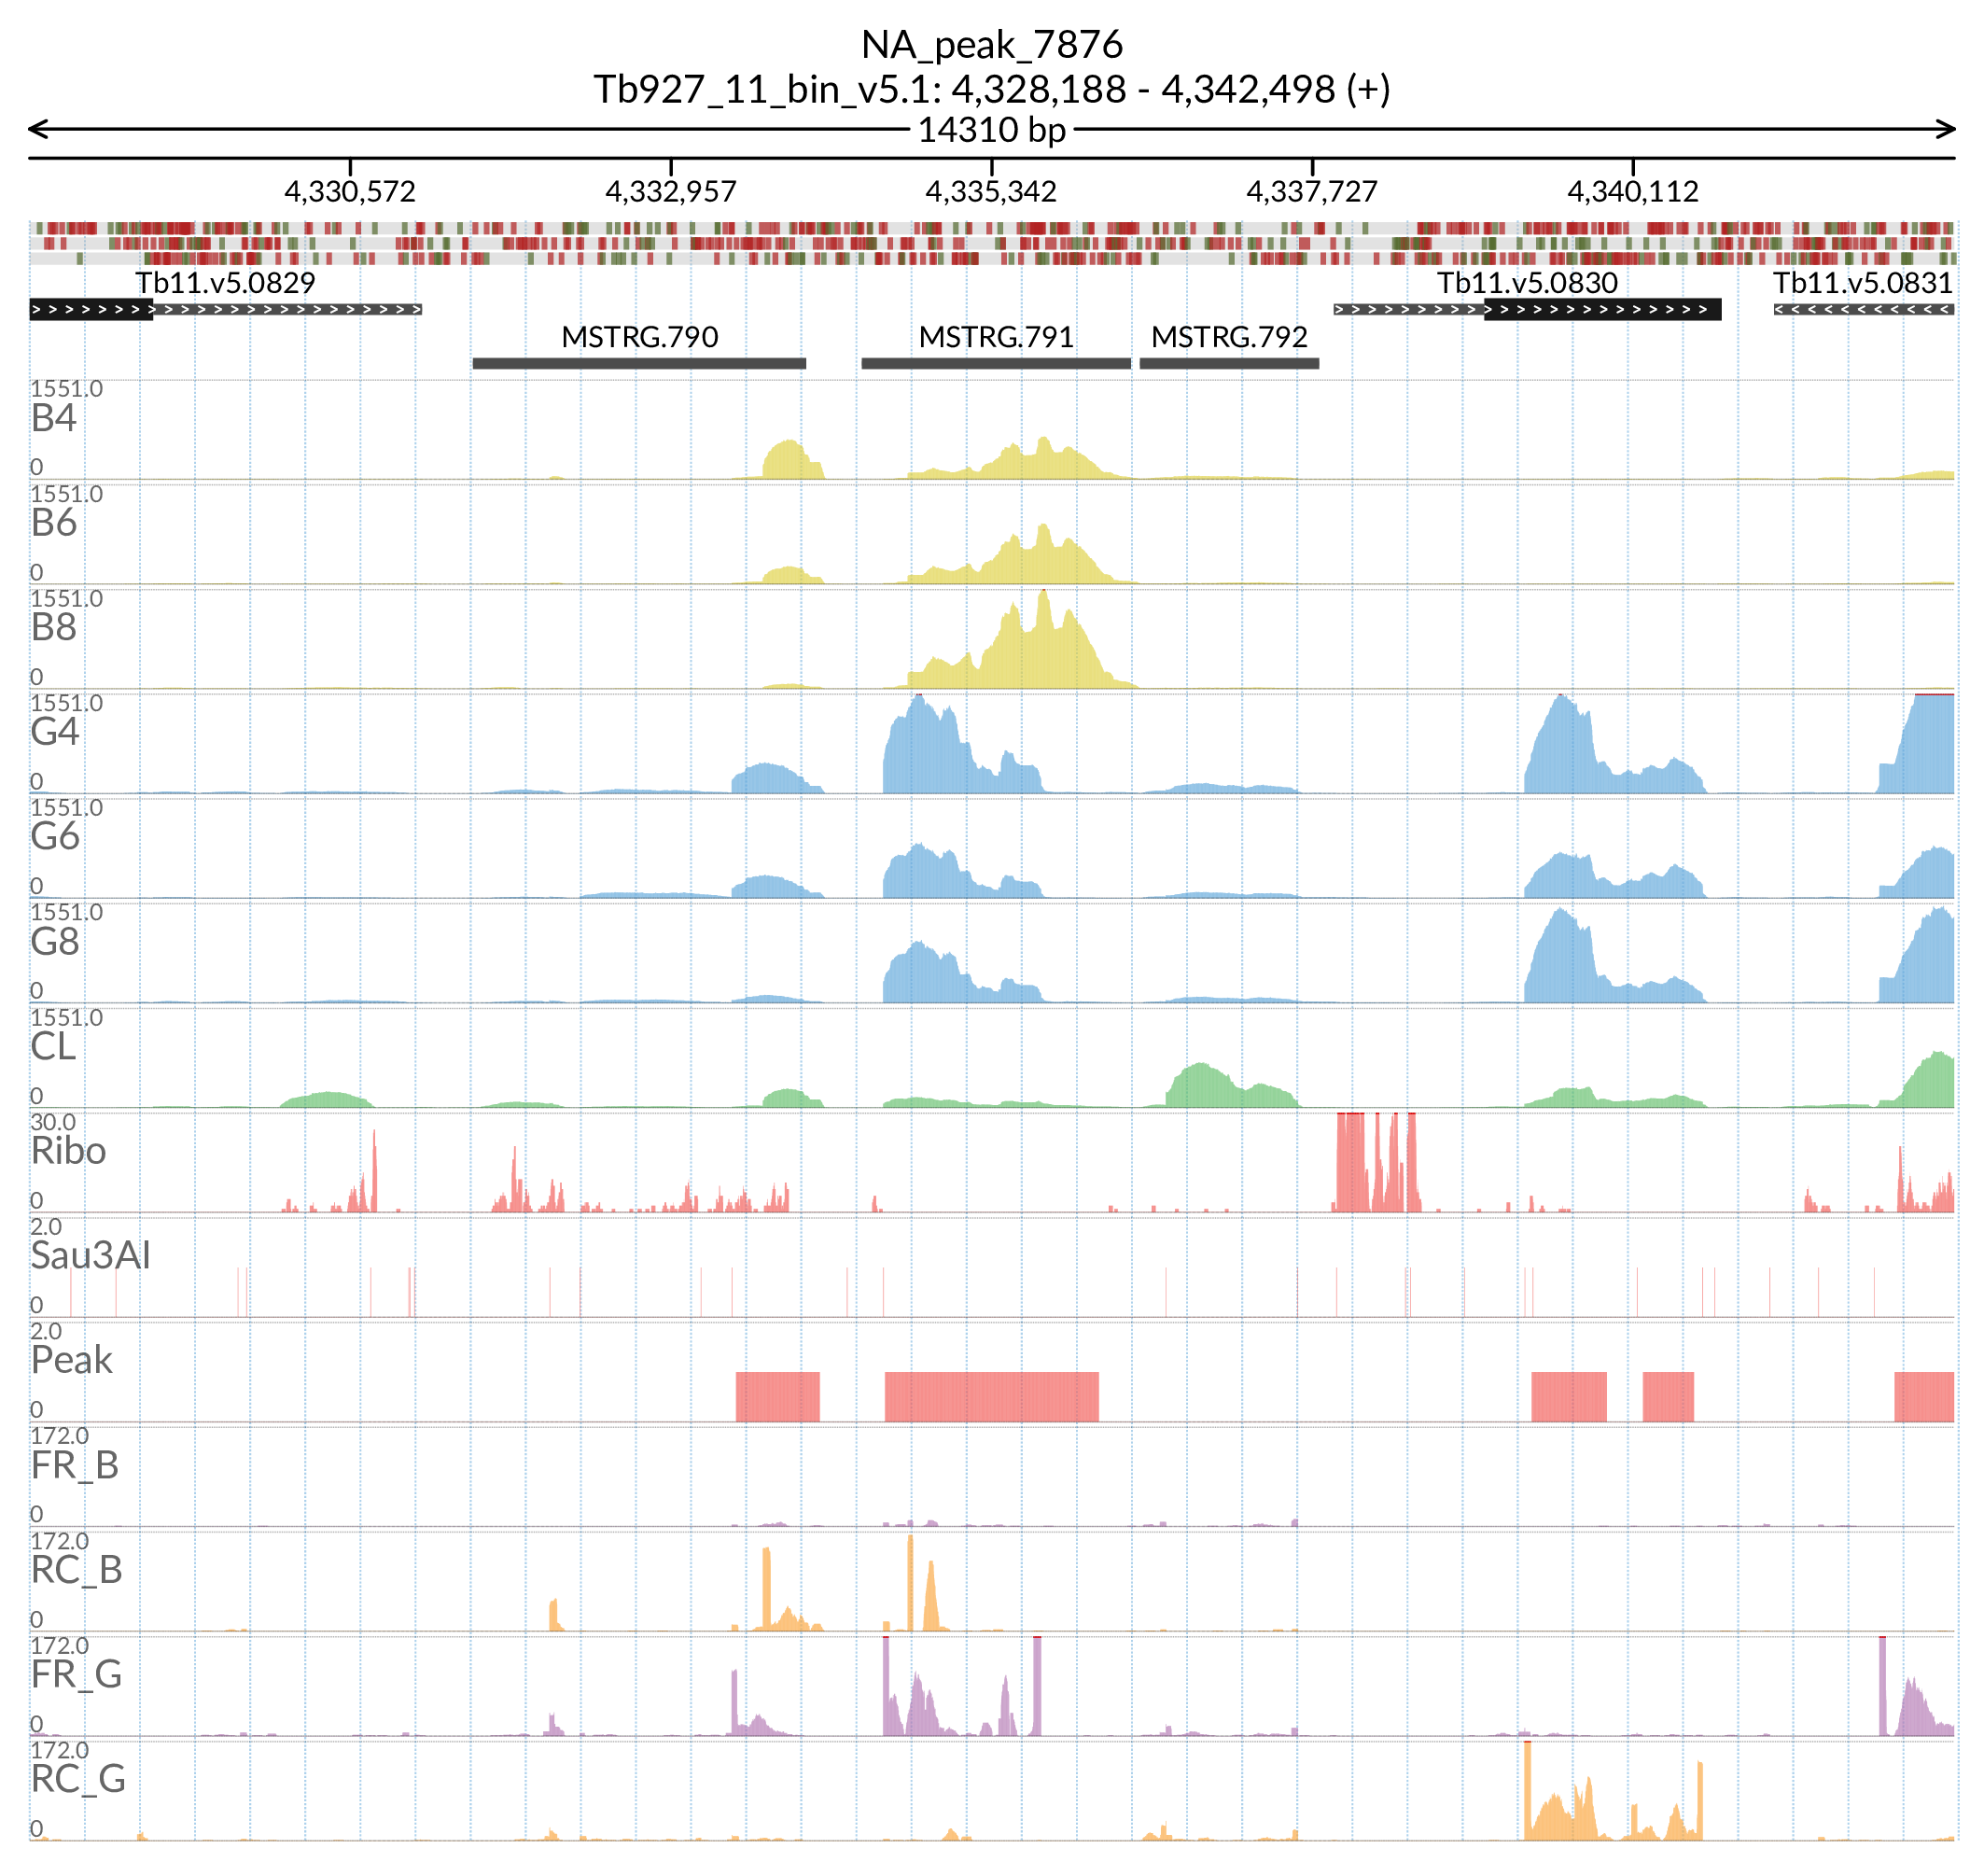 NA_peak_7876
Tb927_11_bin_v5.1: 4,328,188 - 4,342,498 (+)
14310 bp
4,330,572 4,332,957 4,335,342 4,337,727 4,340,112
Tb11.v5.0829 Tb11.v5.0830 Tb11.v5.0831
MSTRG.790 MSTRG.791 MSTRG.792
1551.0
B4
0
1551.0
B6
0
1551.0
B8
0
1551.0
G4
0
1551.0
G6
0
1551.0
G8
0
1551.0
CL
0
30.0
Ribo
0
2.0
Sau3AI
0
2.0
Peak
0
172.0
FR_B
0
172.0
RC_B
0
172.0
FR_G
0
172.0
RC_G
0